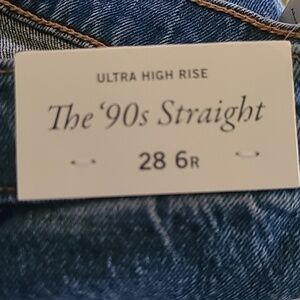 ULTRA HIGH RISE
The ‘90s Straight
28 6R